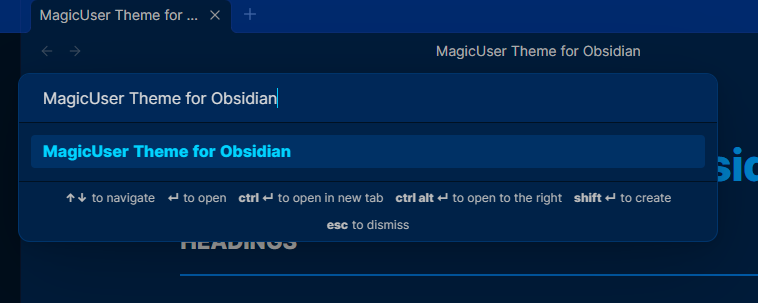 MagicUser Theme for ...
MagicUser Theme for Obsidian
MagicUser Theme for Obsidian
MagicUser Theme for Obsidian
↑↓ to navigate ↵ to open ctrl ↵ to open in new tab ctrl alt ↵ to open to the right shift ↵ to create
esc to dismiss
HEADINGS